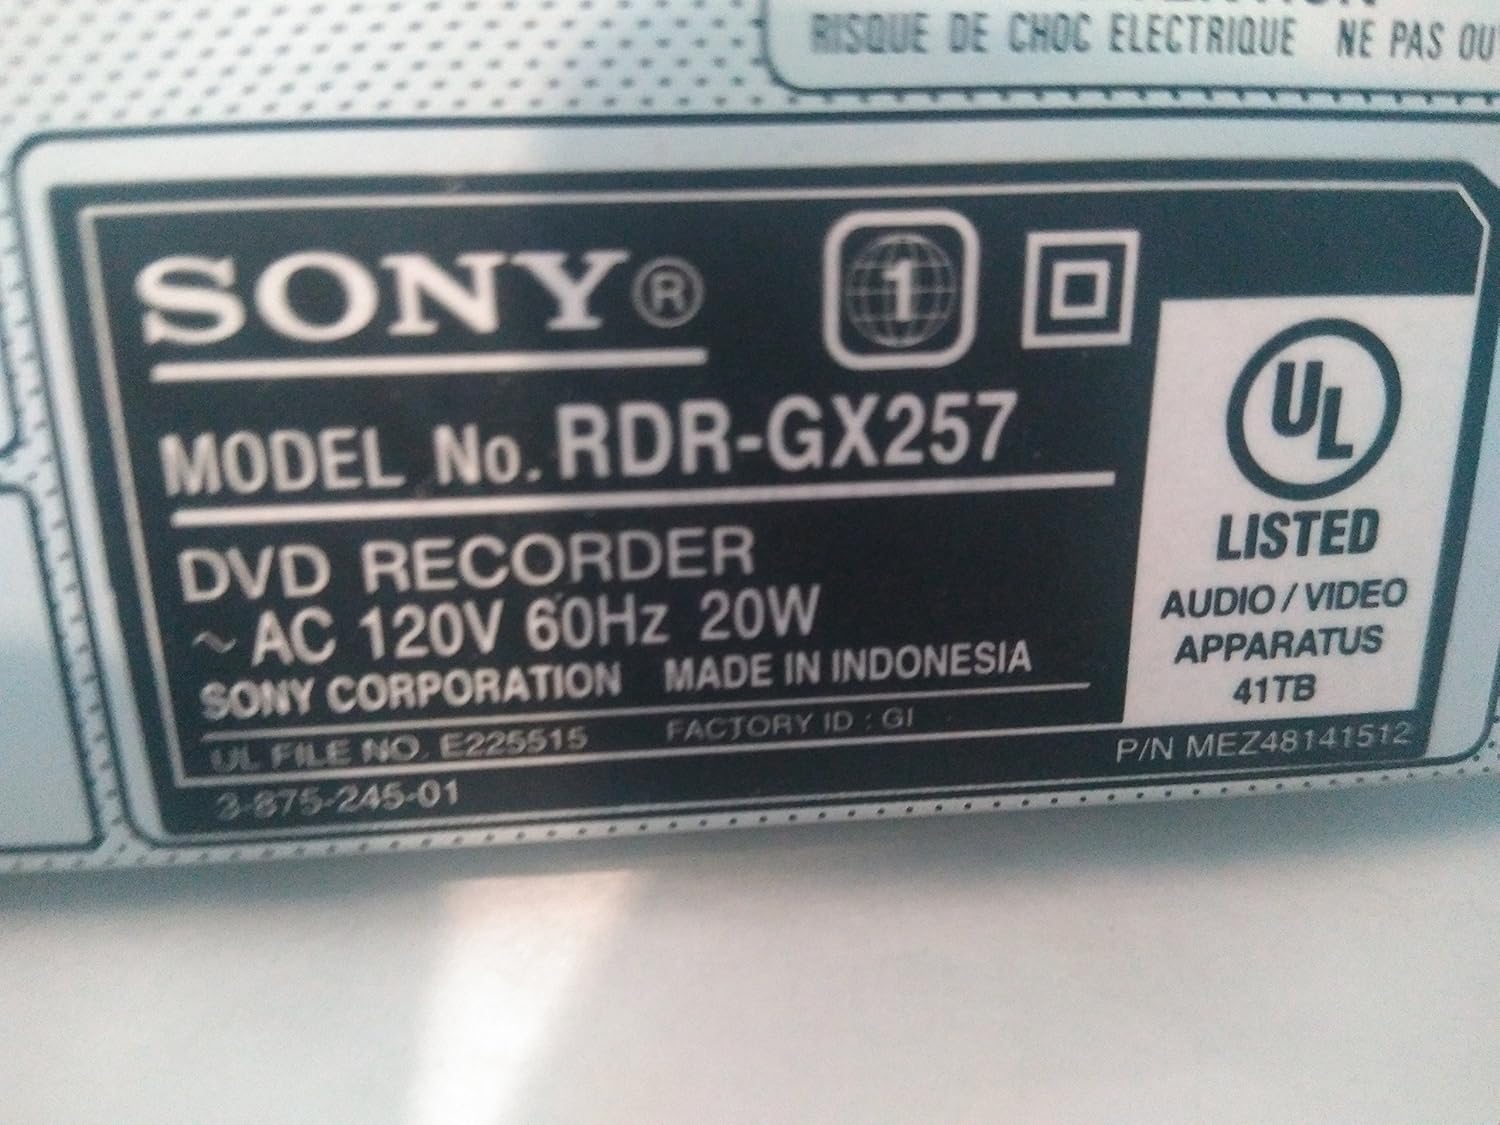 RISQUE DE CHOC ELECTRIQUE NE PAS
SONY®
1
MODEL No. RDR-GX257
DVD RECORDER
~ AC 120V 60Hz 20W
SONY CORPORATION MADE IN INDONESIA
UL FILE NO. E225515 FACTORY ID : GI
3-875-245-01
UL
LISTED
AUDIO / VIDEO
APPARATUS
41TB
P/N MEZ48141512